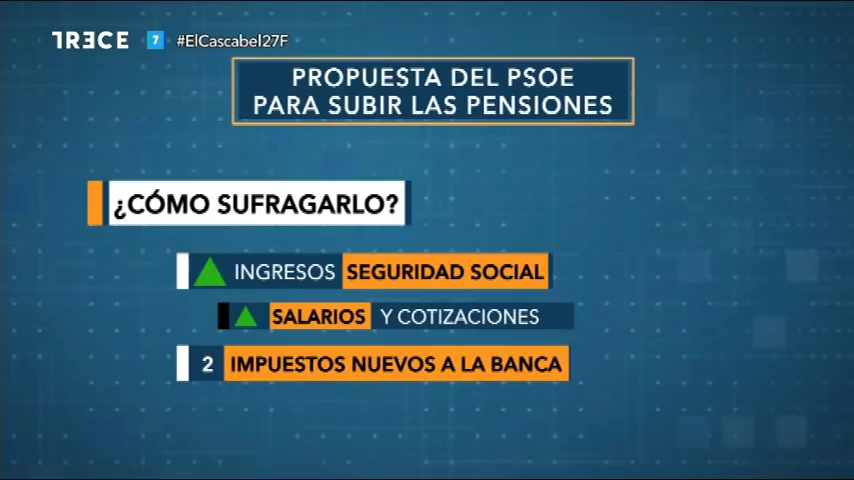 TRECE 7 #ElCascabel27F
PROPUESTA DEL PSOE
PARA SUBIR LAS PENSIONES
¿CÓMO SUFRAGARLO?
INGRESOS SEGURIDAD SOCIAL
SALARIOS Y COTIZACIONES
2 IMPUESTOS NUEVOS A LA BANCA